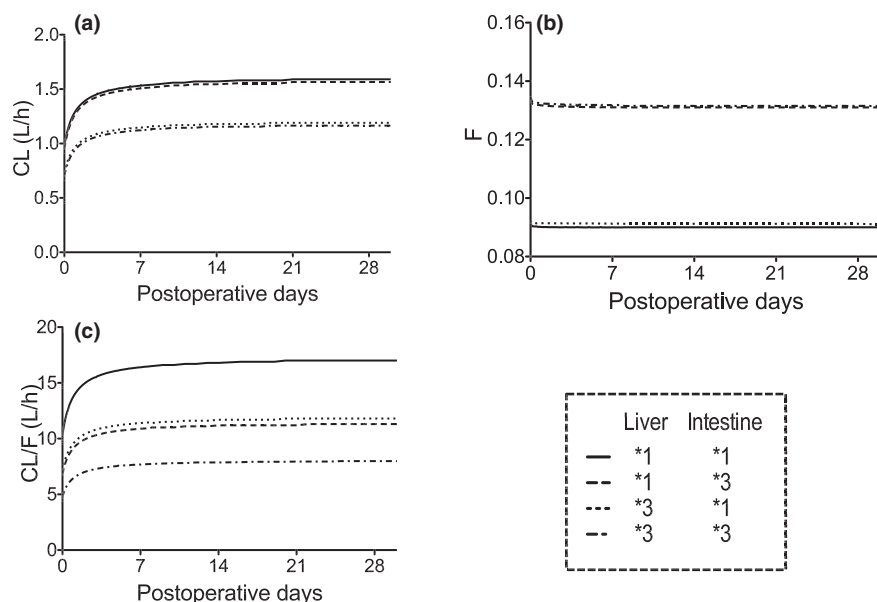 (a)
2.0
1.5
1.0
0.5
0.0
CL (L/h)
0 7 14 21 28
Postoperative days
(b)
0.16
0.14
0.12
0.10
0.08
F
0 7 14 21 28
Postoperative days
(c)
20
15
10
5
0
CL/F (L/h)
0 7 14 21 28
Postoperative days
Liver Intestine
*1 *1
*1 *3
*3 *1
*3 *3